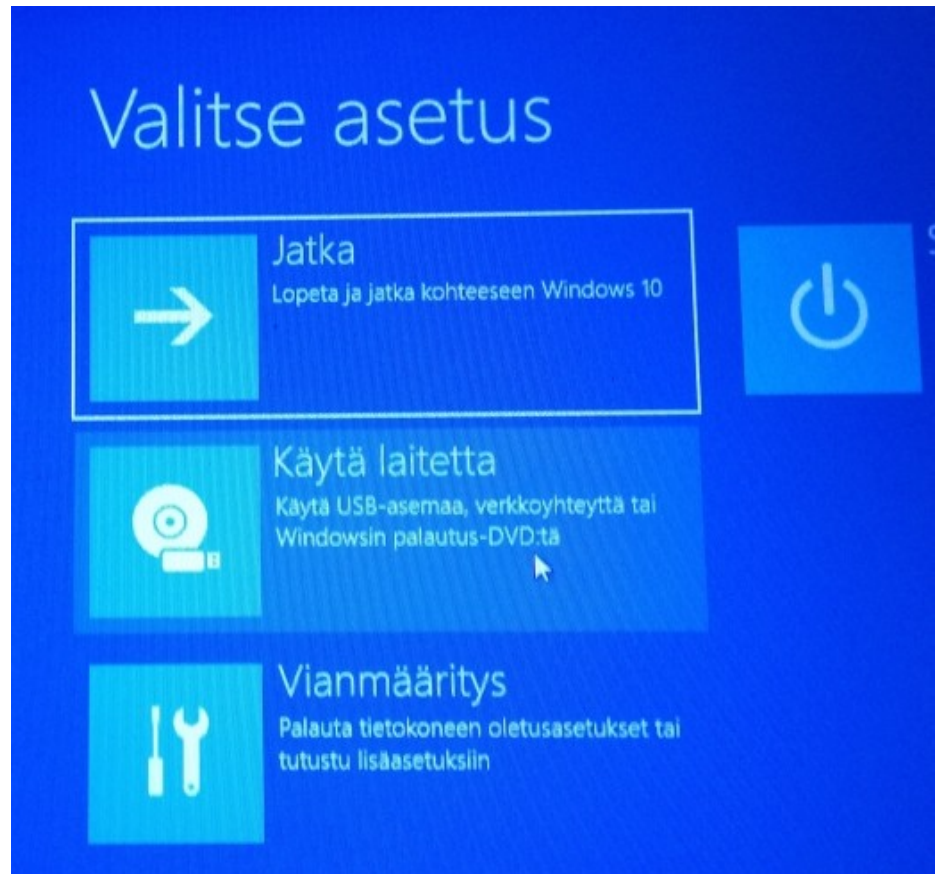 Valitse asetus
Jatka
Lopeta ja jatka kohteeseen Windows 10
Käytä laitetta
Käytä USB-asemaa, verkkoyhteyttä tai
Windowsin palautus-DVD:tä
Vianmääritys
Palauta tietokoneen oletusasetukset tai
tutustu lisäasetuksiin